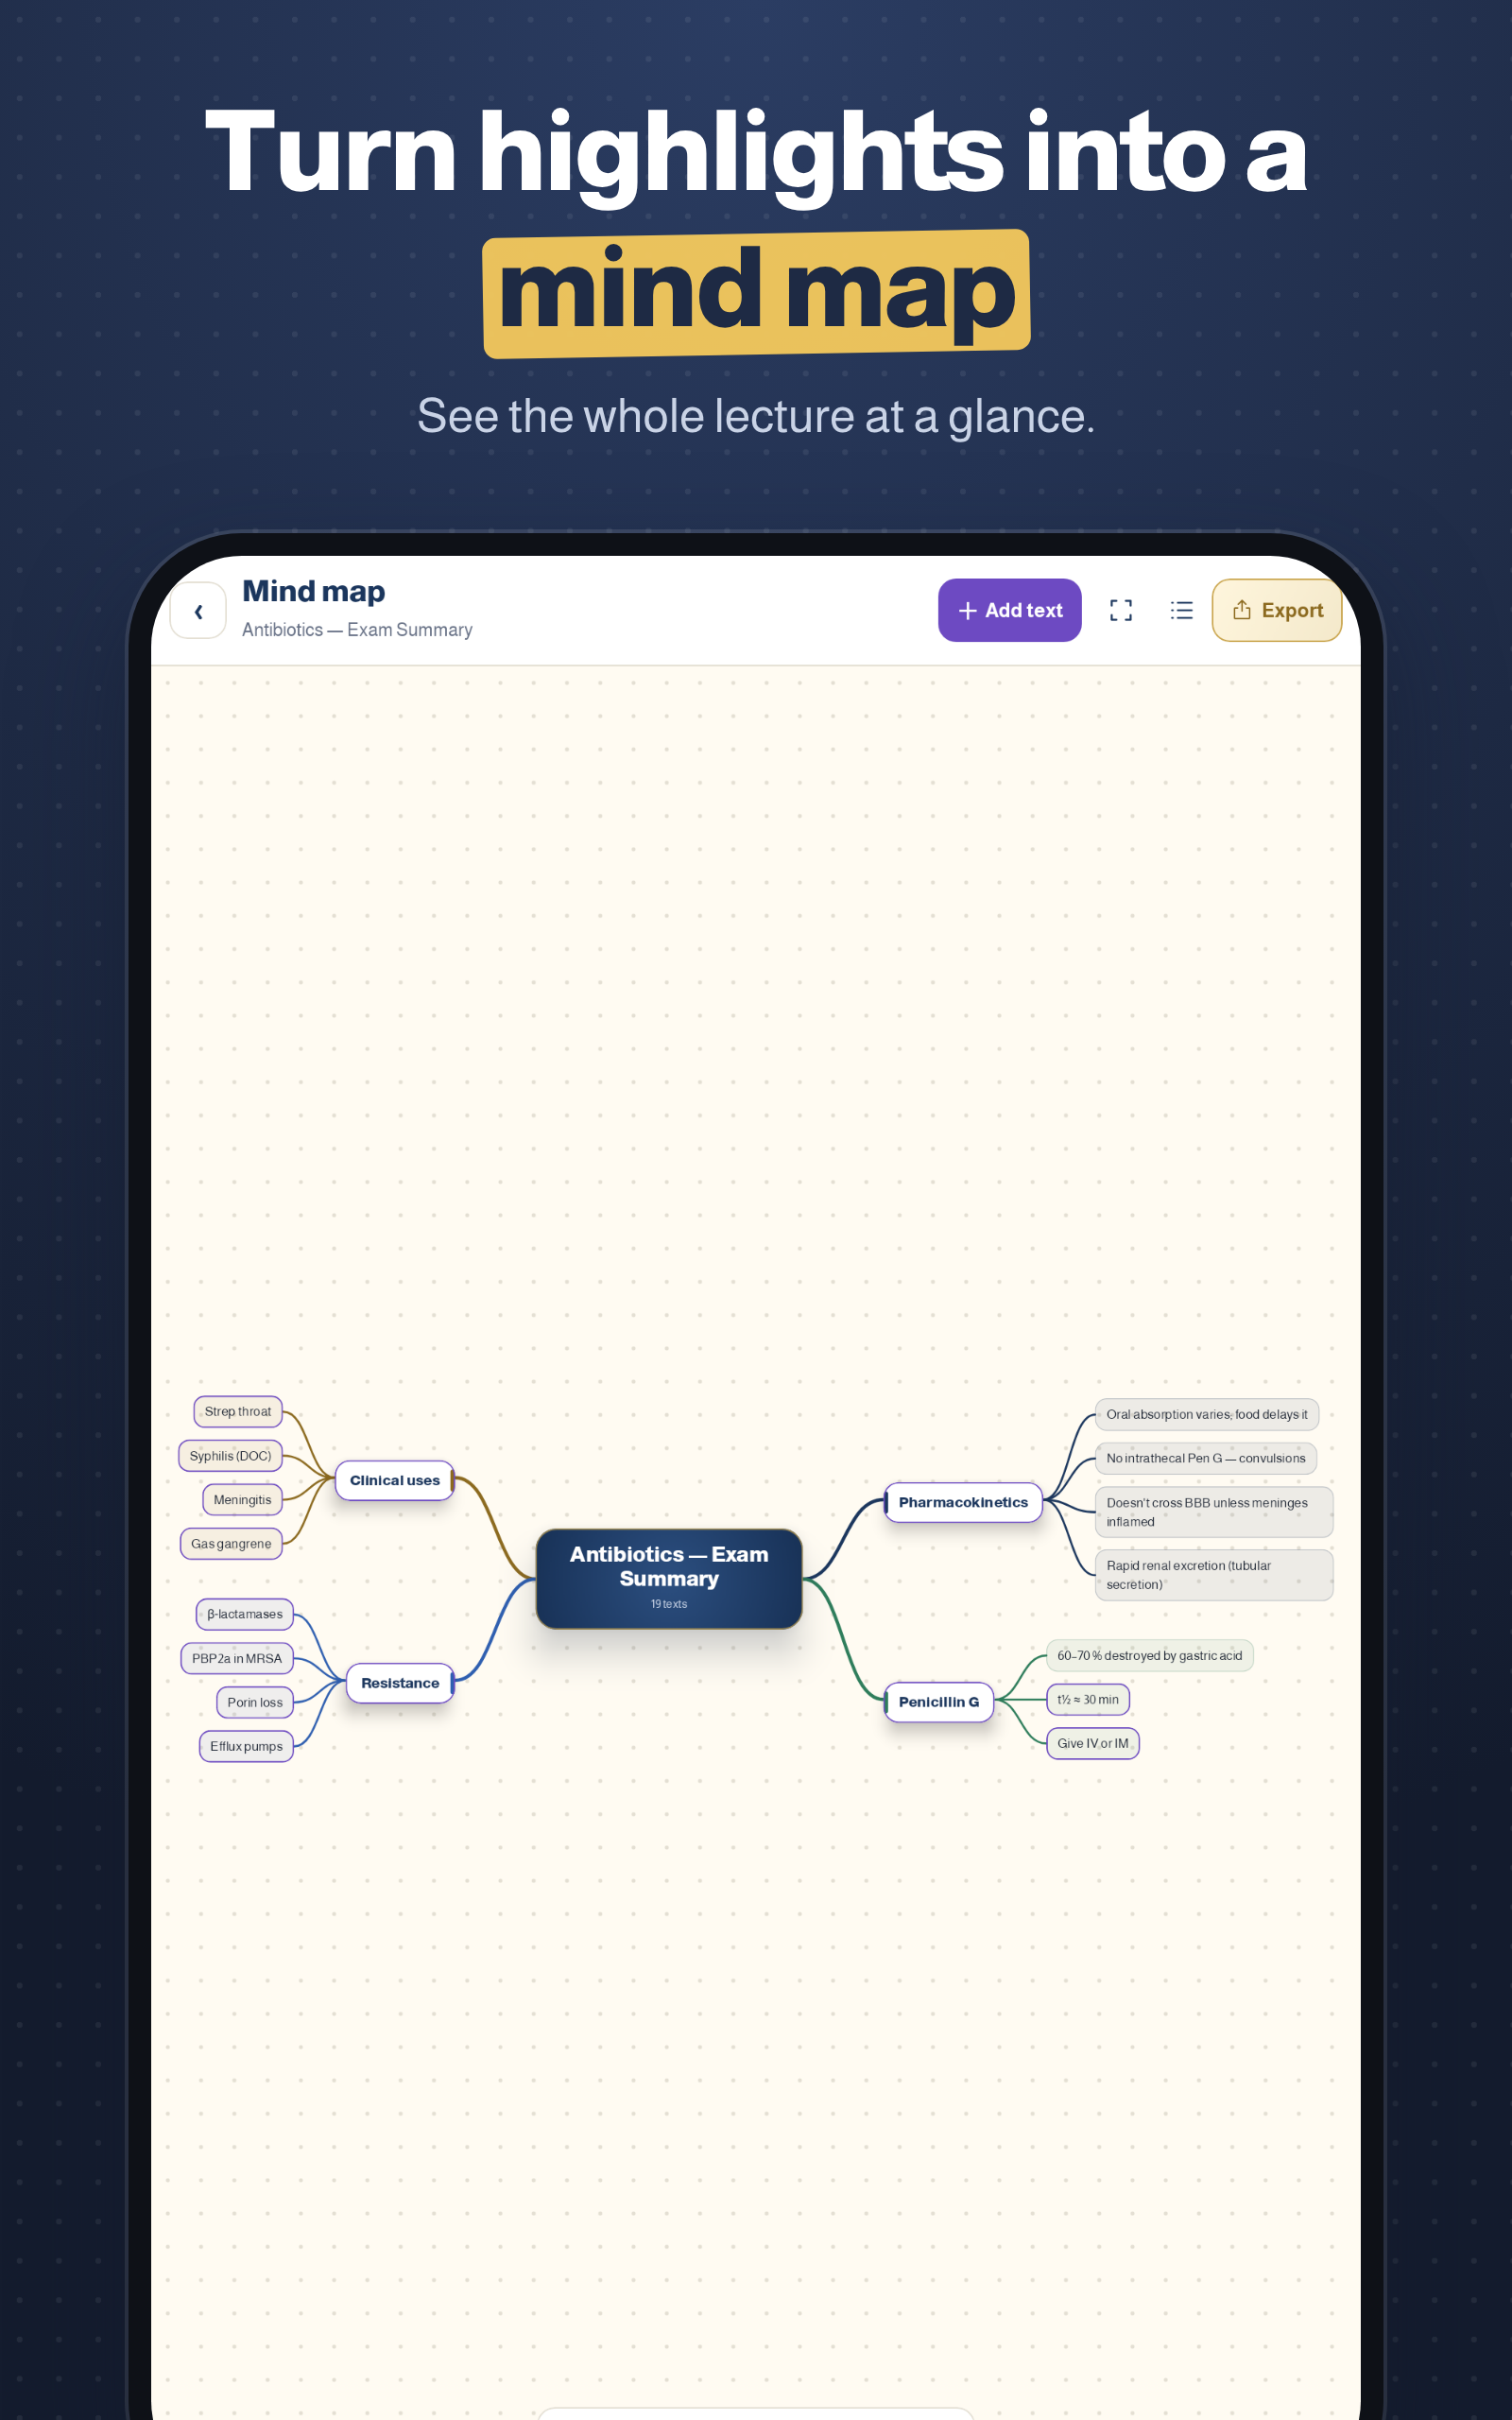 Turn highlights into a
mind map
See the whole lecture at a glance.
‹
Mind map
Antibiotics — Exam Summary
+ Add text
Export
Strep throat
Syphilis (DOC)
Meningitis
Gas gangrene
Clinical uses
β-lactamases
PBP2a in MRSA
Porin loss
Efflux pumps
Resistance
Antibiotics — Exam
Summary
19 texts
Pharmacokinetics
Oral absorption varies; food delays it
No intrathecal Pen G — convulsions
Doesn't cross BBB unless meninges
inflamed
Rapid renal excretion (tubular
secretion)
Penicillin G
60–70 % destroyed by gastric acid
t½ ≈ 30 min
Give IV or IM